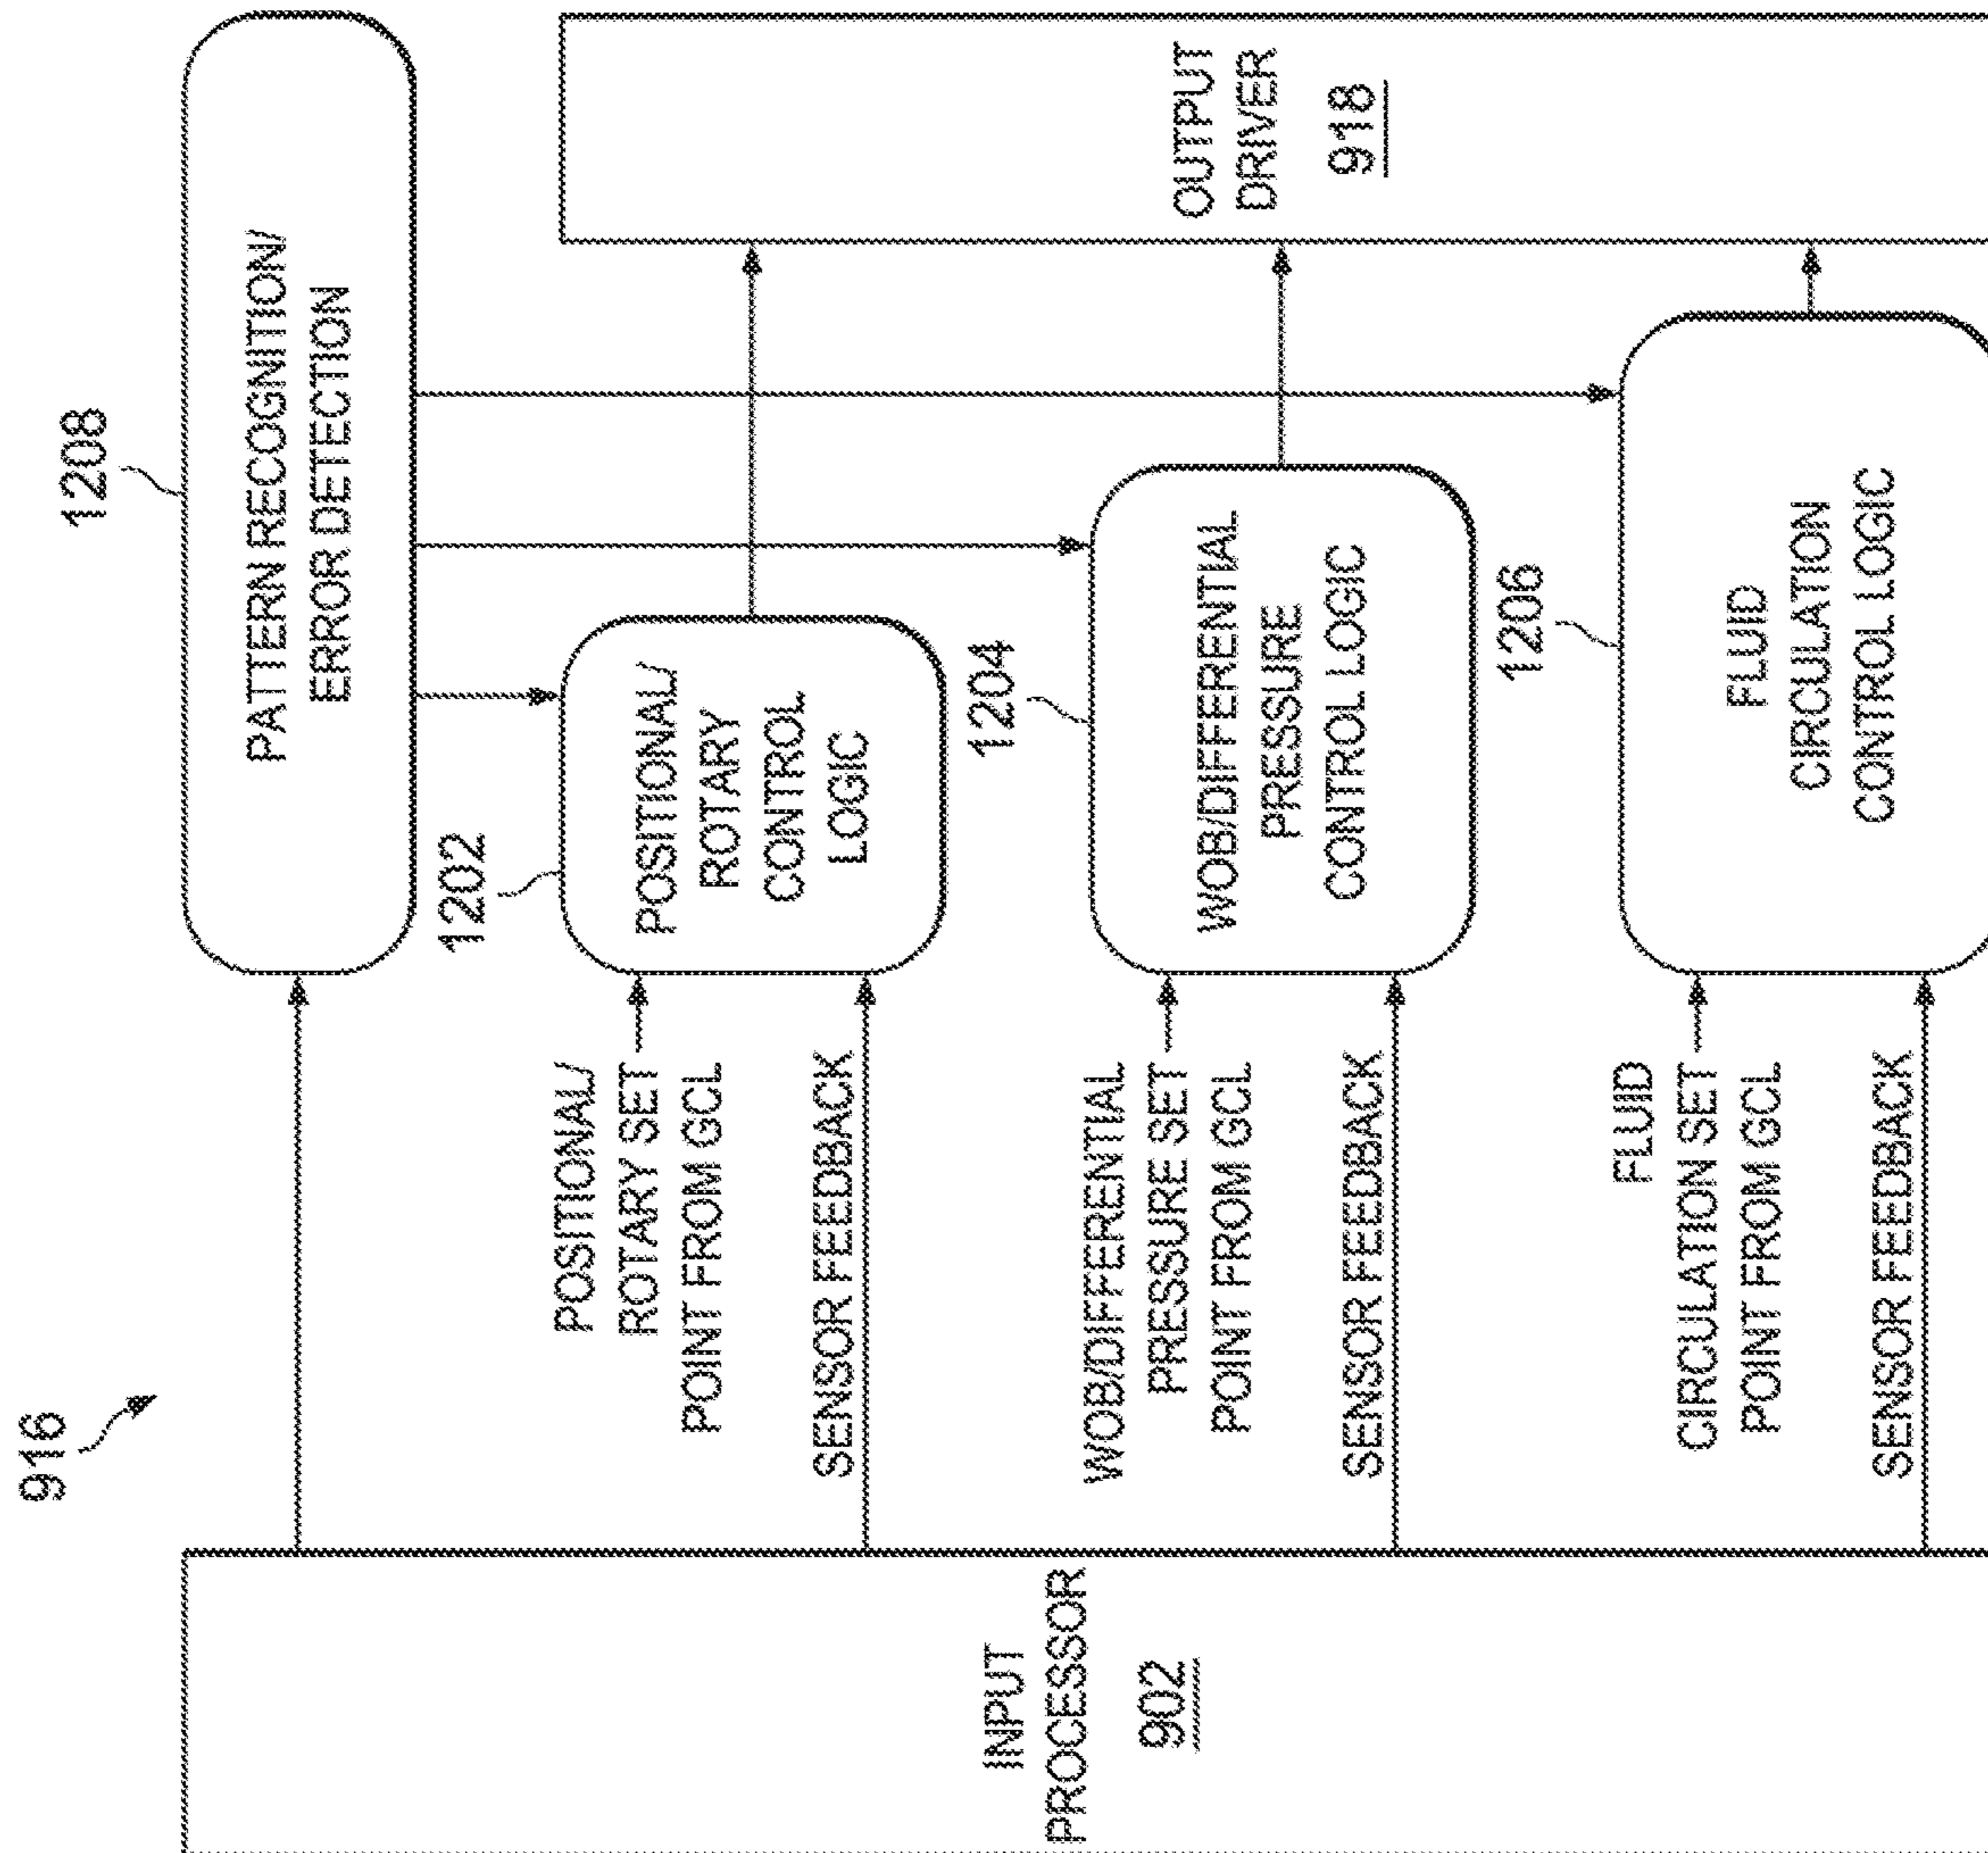 916
1208
PATTERN RECOGNITION/
ERROR DETECTION
INPUT
PROCESSOR
902
POSITIONAL/
ROTARY SET
POINT FROM GCL
SENSOR FEEDBACK
1202
POSITIONAL/
ROTARY
CONTROL
LOGIC
WOB/DIFFERENTIAL
PRESSURE SET
POINT FROM GCL
SENSOR FEEDBACK
1204
WOB/DIFFERENTIAL
PRESSURE
CONTROL LOGIC
FLUID
CIRCULATION SET
POINT FROM GCL
SENSOR FEEDBACK
1206
FLUID
CIRCULATION
CONTROL LOGIC
OUTPUT
DRIVER
918